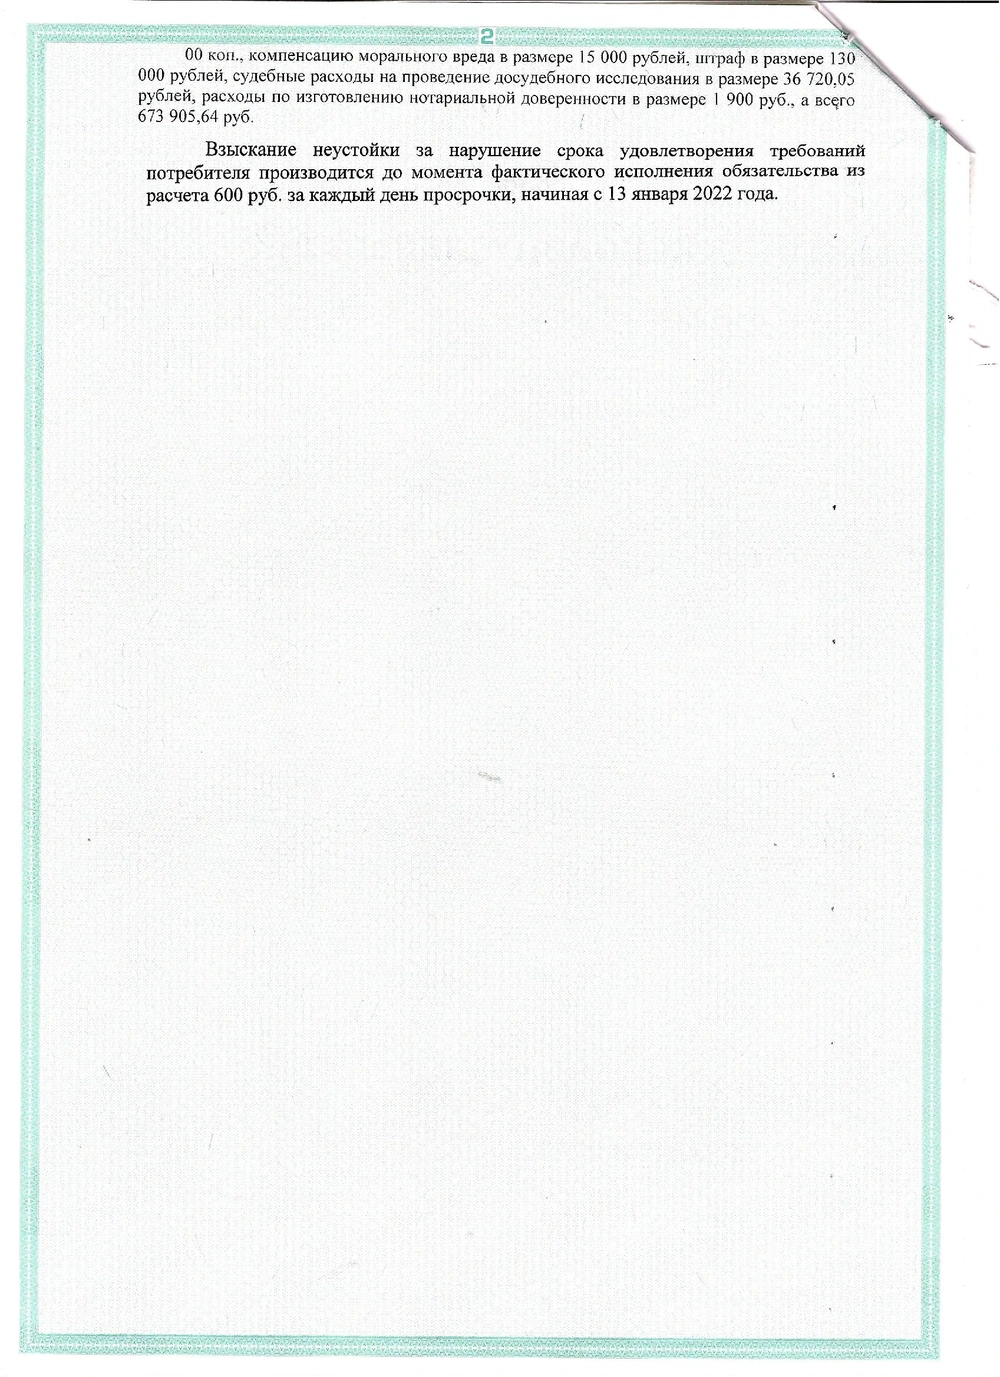 2
00 коп., компенсацию морального вреда в размере 15 000 рублей, штраф в размере 130
000 рублей, судебные расходы на проведение досудебного исследования в размере 36 720,05
рублей, расходы по изготовлению нотариальной доверенности в размере 1 900 руб., а всего
673 905,64 руб.
Взыскание неустойки за нарушение срока удовлетворения требований
потребителя производится до момента фактического исполнения обязательства из
расчета 600 руб. за каждый день просрочки, начиная с 13 января 2022 года.